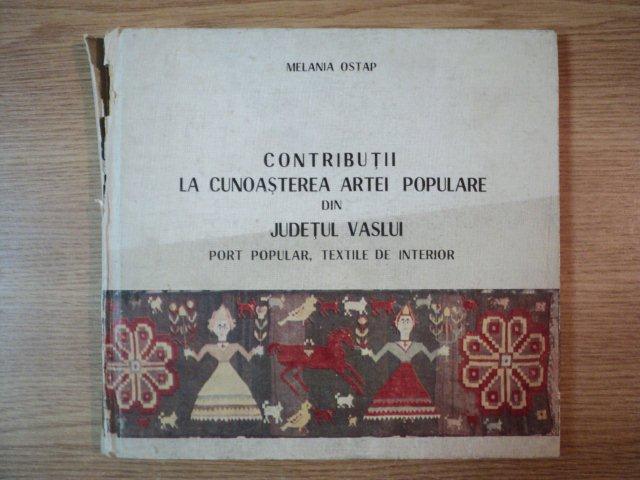 MELANIA OSTAP
CONTRIBUȚII
LA CUNOAȘTEREA ARTEI POPULARE
DIN
JUDEȚUL VASLUI
PORT POPULAR, TEXTILE DE INTERIOR